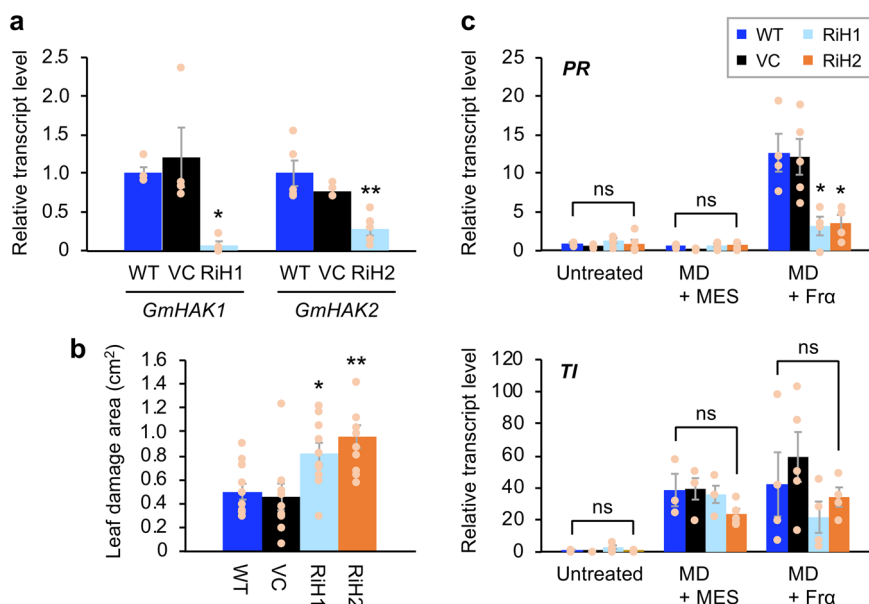 a
Relative transcript level
2.5
2.0
1.5
1.0
0.5
0
*
**
WT VC RiH1
WT VC RiH2
GmHAK1
GmHAK2
b
Leaf damage area (cm²)
1.6
1.4
1.2
1.0
0.8
0.6
0.4
0.2
0
*
**
WT
VC
RiH1
RiH2
c
WT
RiH1
VC
RiH2
Relative transcript level
PR
25
20
15
10
5
0
ns
ns
*
*
Untreated
MD
+ MES
MD
+ Frα
Relative transcript level
TI
120
100
80
60
40
20
0
ns
ns
ns
Untreated
MD
+ MES
MD
+ Frα